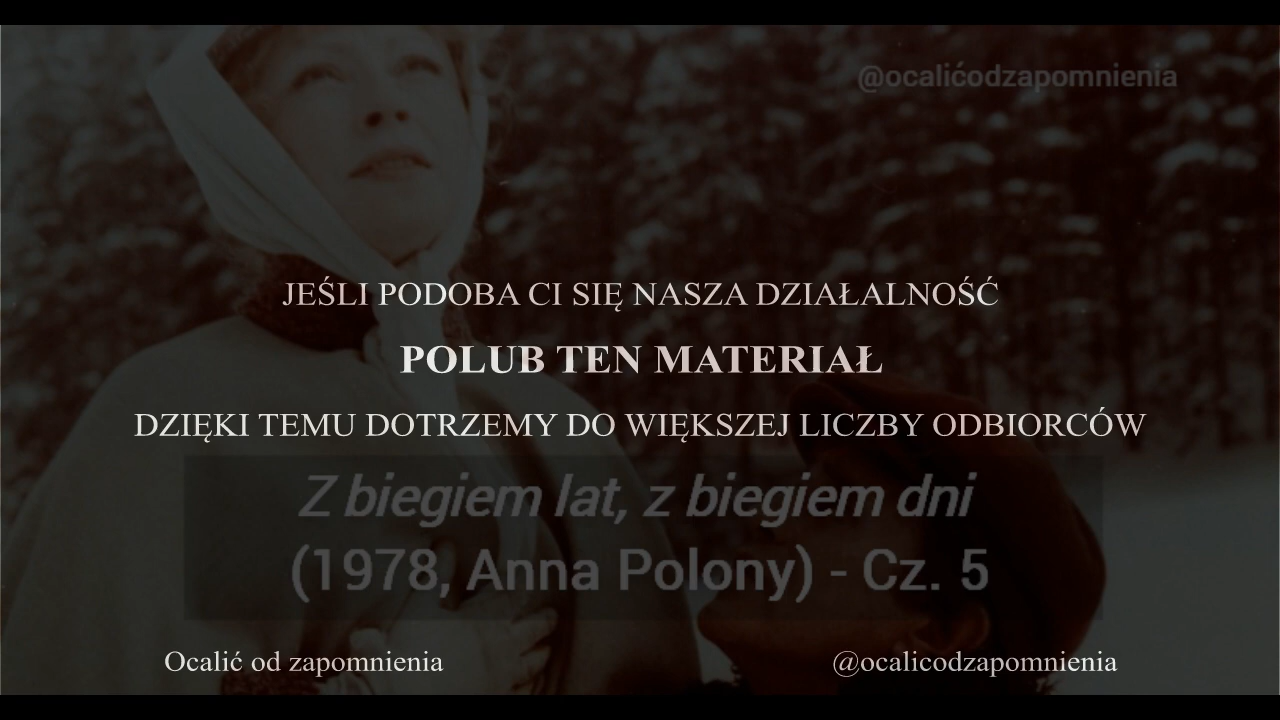 @ocalićodzapomnienia
JEŚLI PODOBA CI SIĘ NASZA DZIAŁALNOŚĆ
POLUB TEN MATERIAŁ
DZIĘKI TEMU DOTRZEMY DO WIĘKSZEJ LICZBY ODBIORCÓW
Z biegiem lat, z biegiem dni
(1978, Anna Polony) - Cz. 5
Ocalić od zapomnienia
@ocalicodzapomnienia